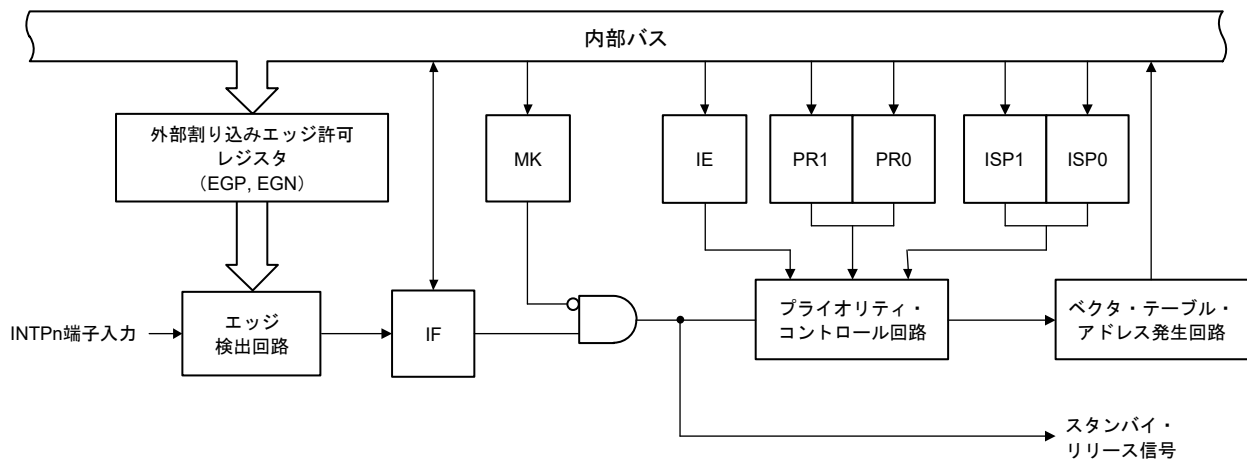 内部バス
外部割り込みエッジ許可
レジスタ
（EGP, EGN）
MK
IE
PR1
PR0
ISP1
ISP0
INTPn端子入力
エッジ
検出回路
IF
プライオリティ・
コントロール回路
ベクタ・テーブル・
アドレス発生回路
スタンバイ・
リリース信号